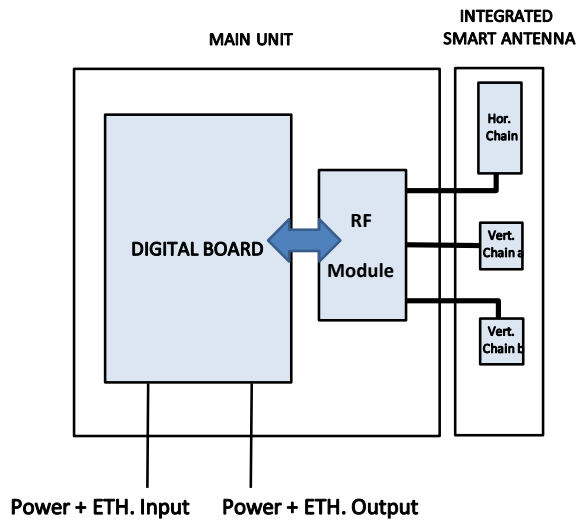 INTEGRATED
SMART ANTENNA
MAIN UNIT
Hor.
Chain
RF
Module
DIGITAL BOARD
Vert.
Chain a
Vert.
Chain b
Power + ETH. Input
Power + ETH. Output